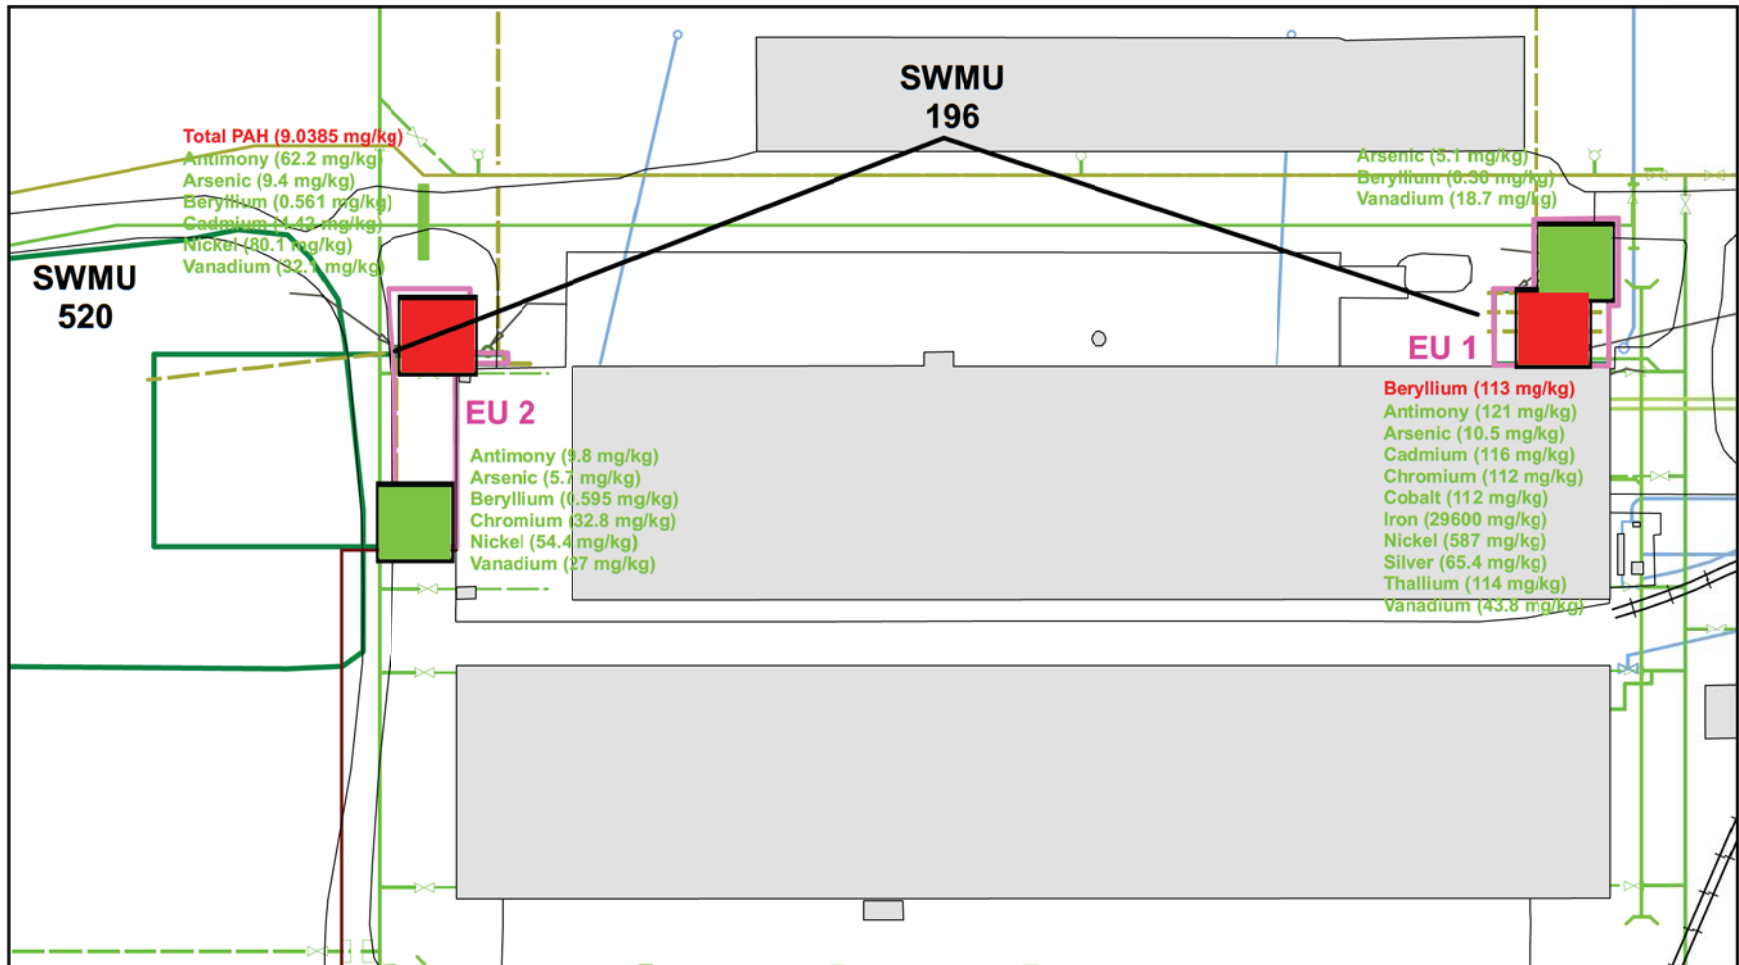 SWMU
196
Total PAH (9.0385 mg/kg)
Antimony (62.2 mg/kg)
Arsenic (9.4 mg/kg)
Beryllium (0.561 mg/kg)
Cadmium (4.42 mg/kg)
Nickel (80.1 mg/kg)
Vanadium (32.1 mg/kg)
Arsenic (5.1 mg/kg)
Beryllium (0.36 mg/kg)
Vanadium (18.7 mg/kg)
SWMU
520
EU 1
EU 2
Beryllium (113 mg/kg)
Antimony (121 mg/kg)
Arsenic (10.5 mg/kg)
Cadmium (116 mg/kg)
Chromium (112 mg/kg)
Cobalt (112 mg/kg)
Iron (29600 mg/kg)
Nickel (587 mg/kg)
Silver (65.4 mg/kg)
Thallium (114 mg/kg)
Vanadium (43.8 mg/kg)
Antimony (9.8 mg/kg)
Arsenic (5.7 mg/kg)
Beryllium (0.595 mg/kg)
Chromium (32.8 mg/kg)
Nickel (54.4 mg/kg)
Vanadium (27 mg/kg)